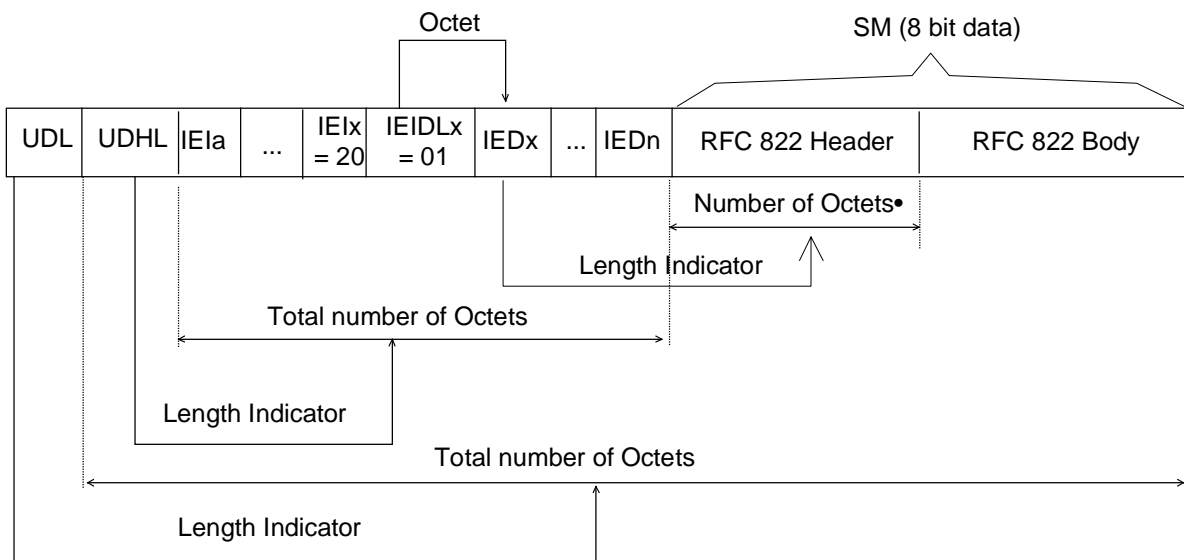 Octet
SM (8 bit data)
UDL UDHL IEIa ... IEIx = 20 IEIDLx = 01 IEDx ... IEDn RFC 822 Header RFC 822 Body
Number of Octets•
Length Indicator
Total number of Octets
Length Indicator
Total number of Octets
Length Indicator